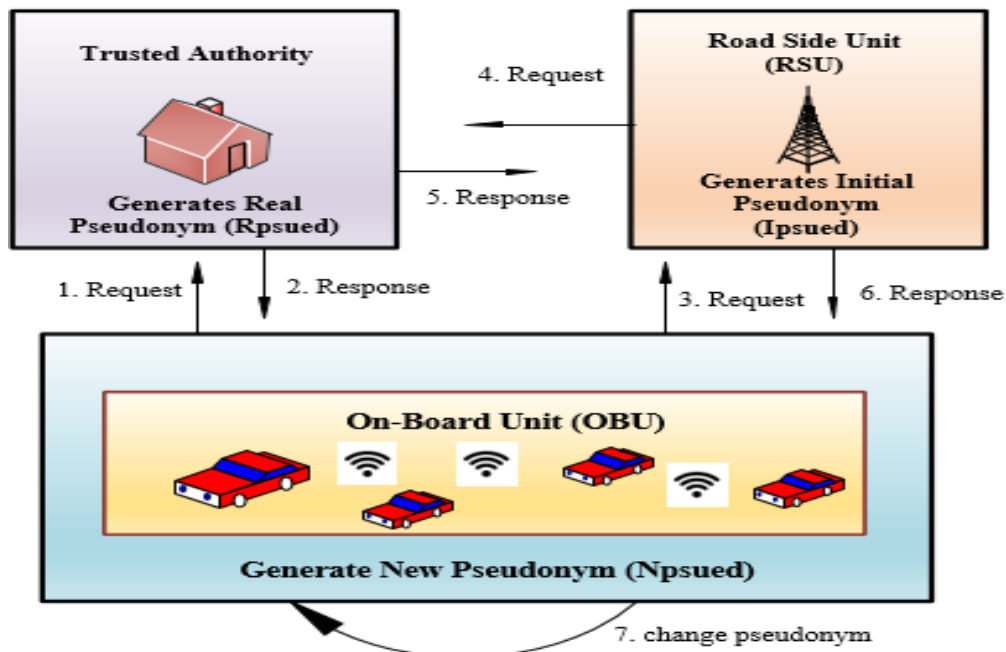 Trusted Authority
Generates Real
Pseudonym (Rpsued)
4. Request
5. Response
Road Side Unit
(RSU)
Generates Initial
Pseudonym
(Ipsued)
1. Request
2. Response
3. Request
6. Response
On-Board Unit (OBU)
Generate New Pseudonym (Npsued)
7. change pseudonym